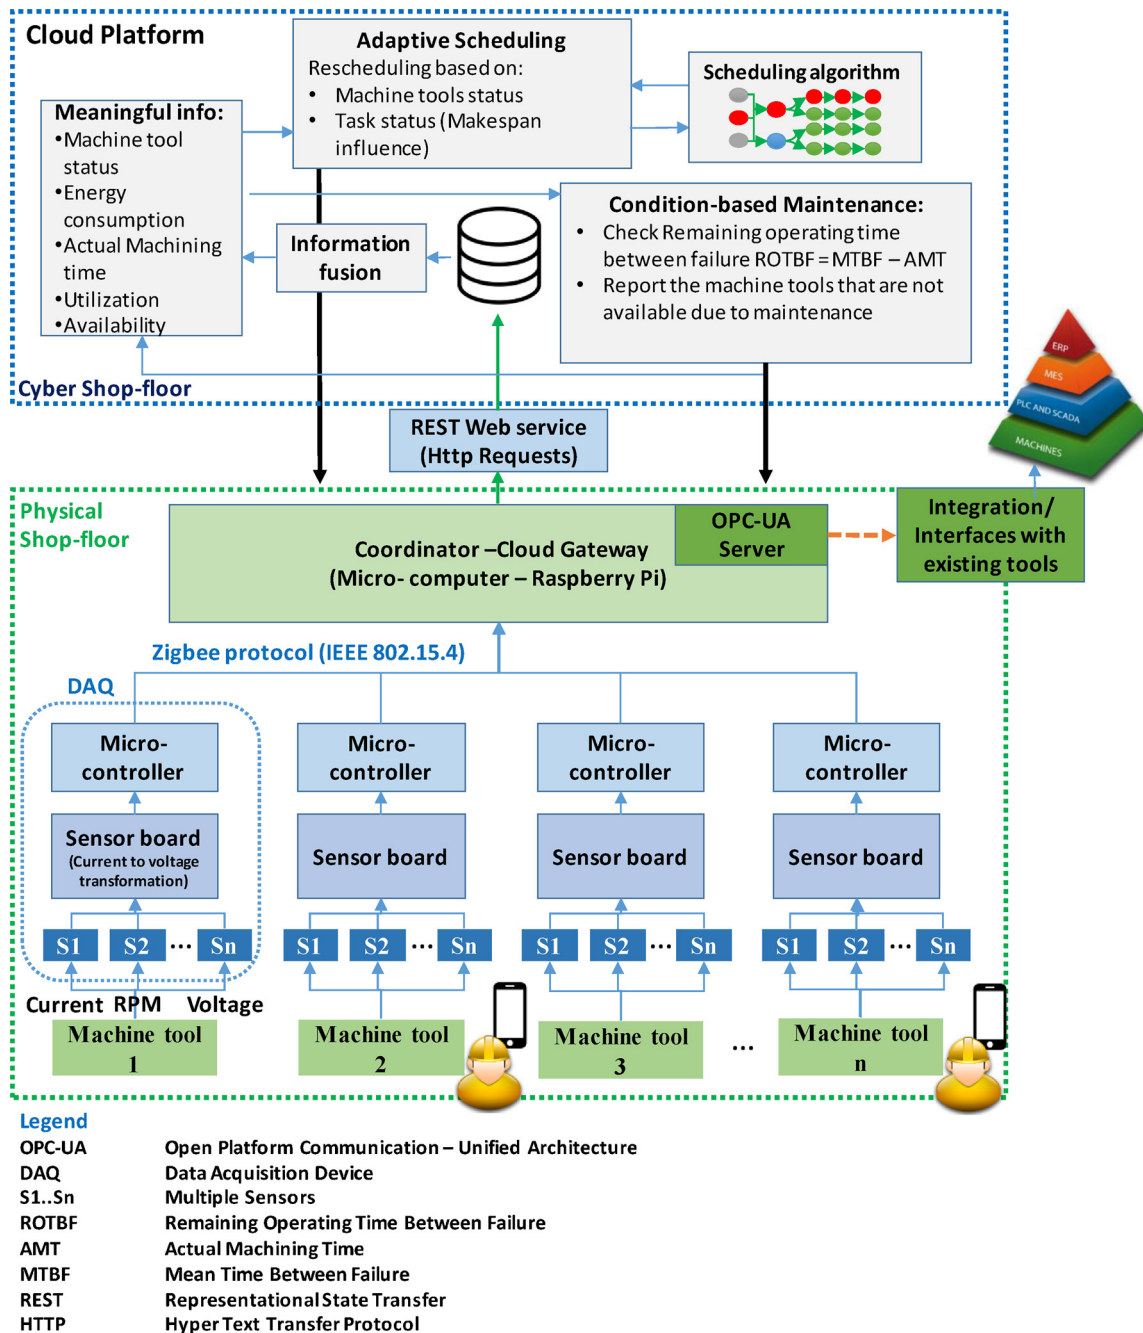 Cloud Platform
Adaptive Scheduling
Rescheduling based on:
• Machine tools status
• Task status (Makespan
influence)
Scheduling algorithm
Meaningful info:
•Machine tool
status
•Energy
consumption
•Actual Machining
time
•Utilization
•Availability
Information
fusion
Condition-based Maintenance:
• Check Remaining operating time
between failure ROTBF = MTBF – AMT
• Report the machine tools that are not
available due to maintenance
Cyber Shop-floor
ERP
MES
PLC AND SCADA
MACHINES
REST Web service
(Http Requests)
Physical
Shop-floor
Coordinator –Cloud Gateway
(Micro- computer – Raspberry Pi)
OPC-UA
Server
Integration/
Interfaces with
existing tools
Zigbee protocol (IEEE 802.15.4)
DAQ
Micro-
controller
Micro-
controller
Micro-
controller
Micro-
controller
Sensor board
(Current to voltage
transformation)
Sensor board
Sensor board
Sensor board
S1 S2 ... Sn
S1 S2 ... Sn
S1 S2 ... Sn
S1 S2 ... Sn
Current RPM Voltage
Machine tool
1
Machine tool
2
Machine tool
3
...
Machine tool
n
Legend
OPC-UA Open Platform Communication – Unified Architecture
DAQ Data Acquisition Device
S1..Sn Multiple Sensors
ROTBF Remaining Operating Time Between Failure
AMT Actual Machining Time
MTBF Mean Time Between Failure
REST Representational State Transfer
HTTP Hyper Text Transfer Protocol